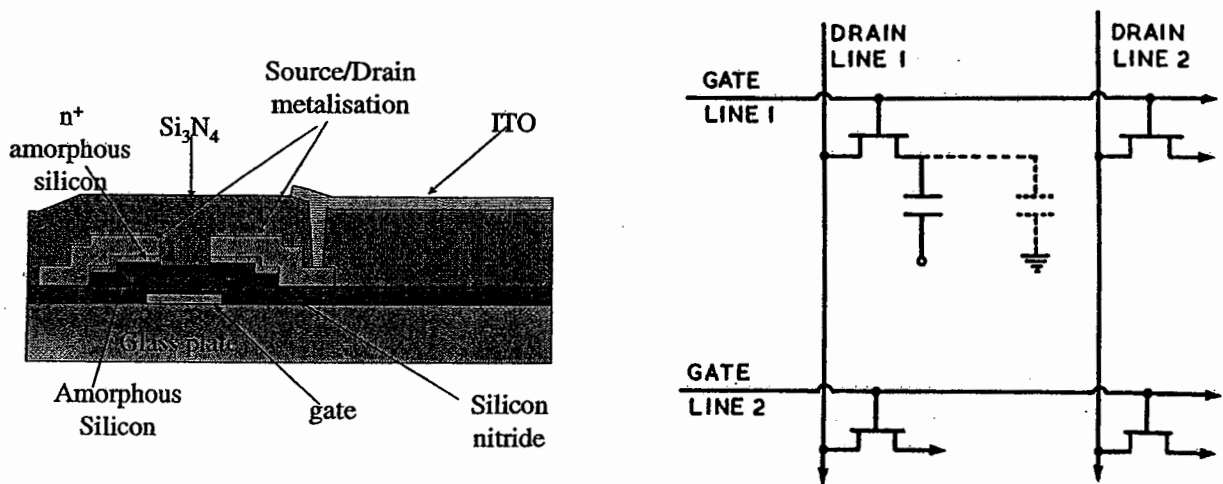 Source/Drain
metalisation
n+
amorphous
silicon
Si3N4
ITO
Glass plate
Amorphous
Silicon
gate
Silicon
nitride
DRAIN
LINE 1
DRAIN
LINE 2
GATE
LINE 1
GATE
LINE 2